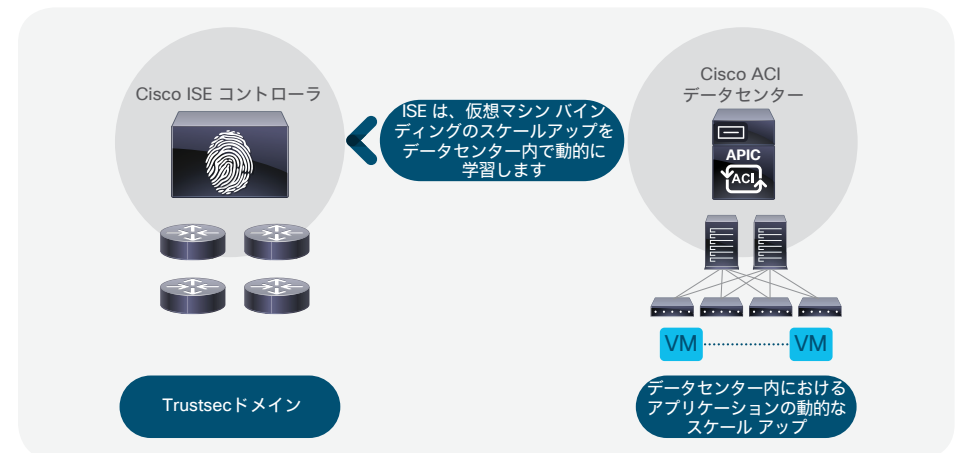 Cisco ISE コントローラ
ISE は、仮想マシン バイン
ディングのスケールアップを
データセンター内で動的に
学習します
Cisco ACI
データセンター
APIC
ACI
VM
VM
Trustsecドメイン
データセンター内における
アプリケーションの動的な
スケール アップ